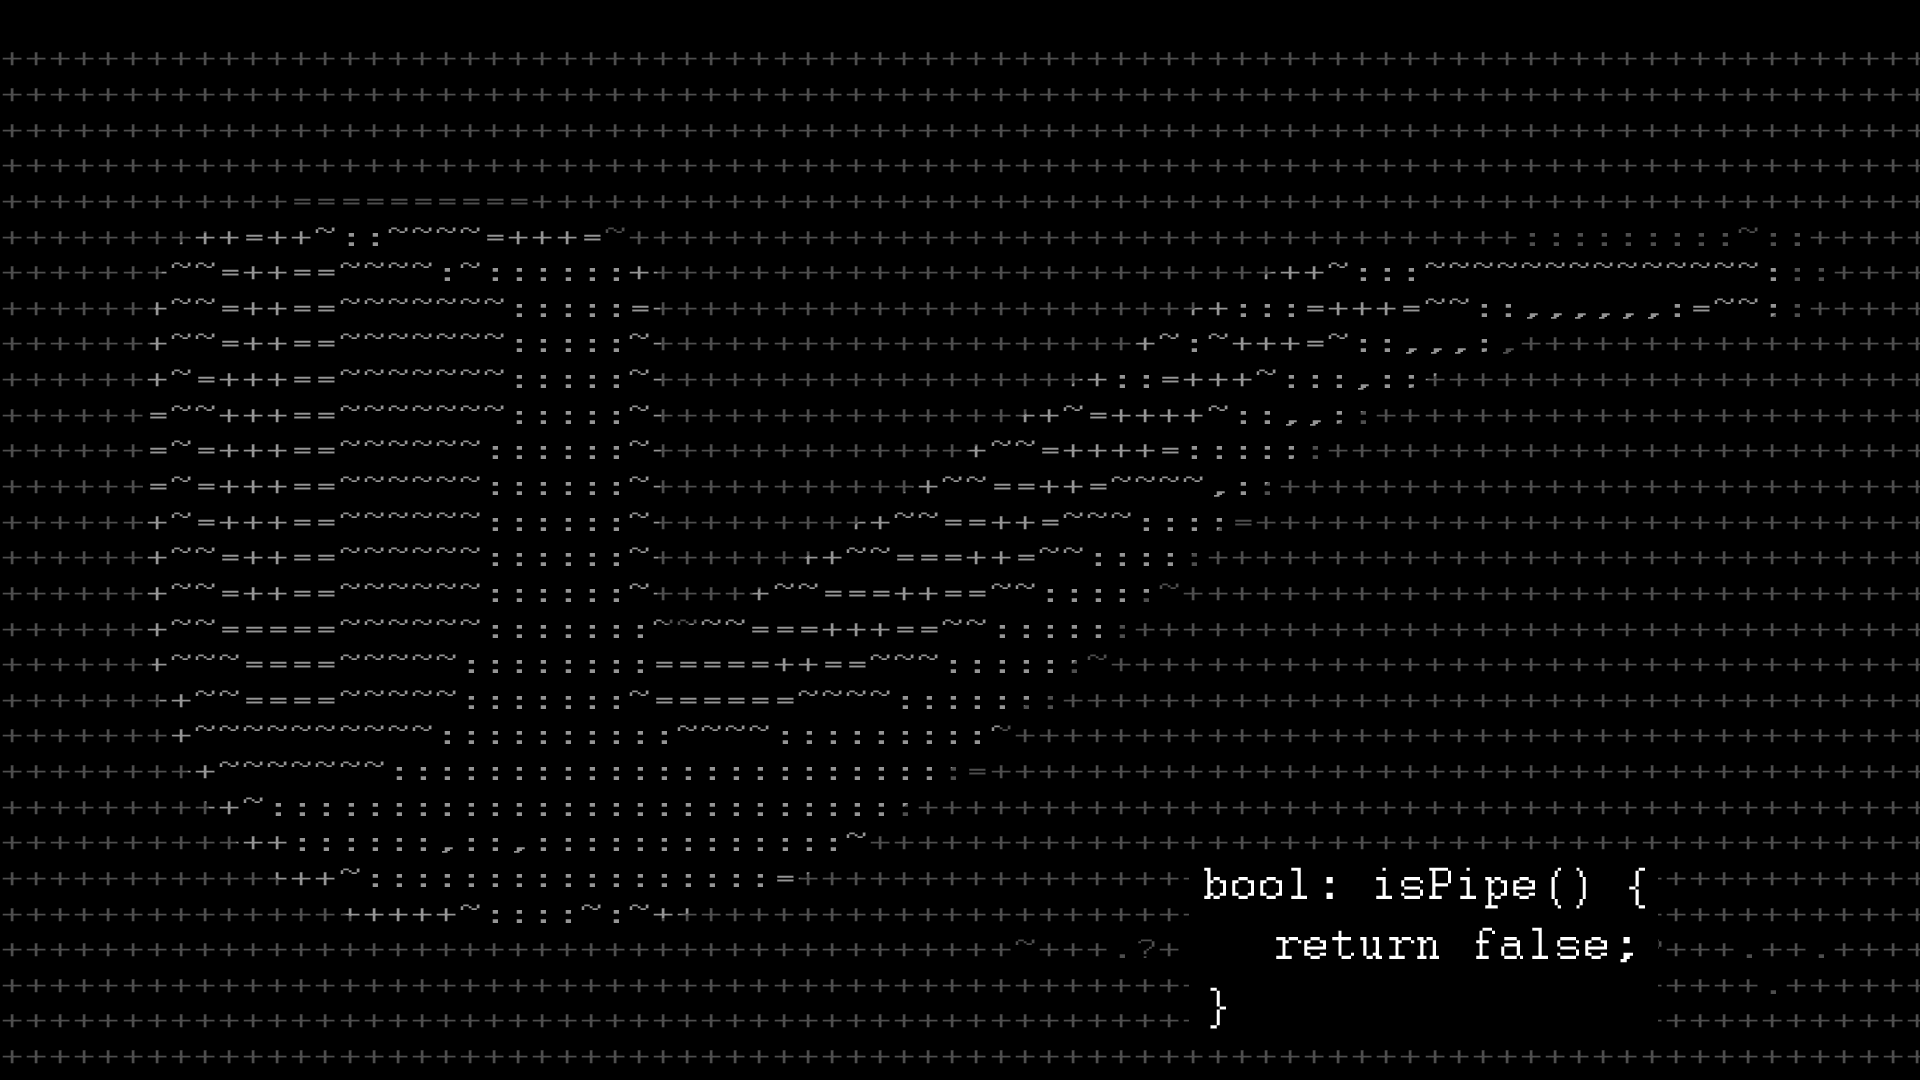 bool: isPipe() {
   return false;
}